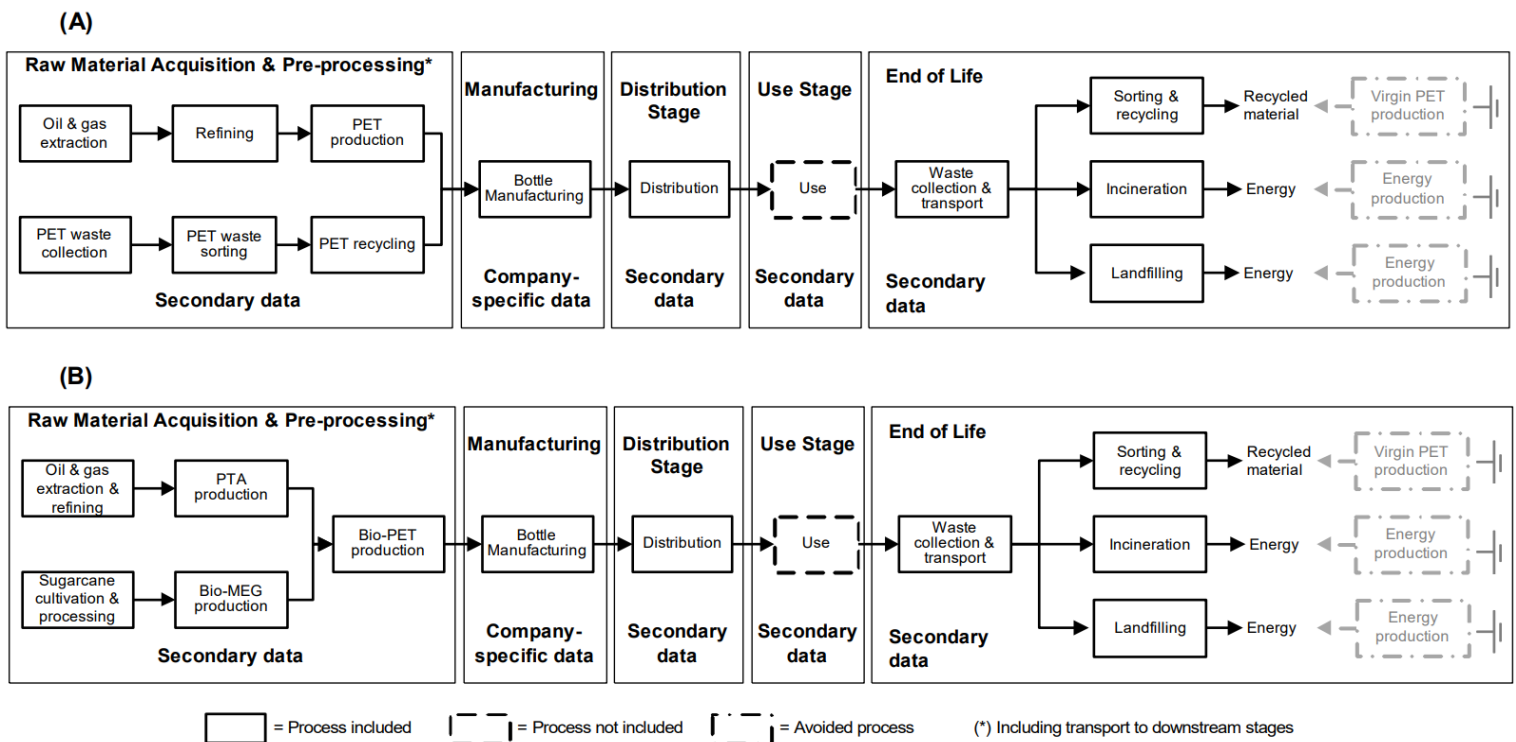 (A)
Raw Material Acquisition & Pre-processing*
Oil & gas
extraction
Refining
PET
production
PET waste
collection
PET waste
sorting
PET recycling
Secondary data
Manufacturing
Bottle
Manufacturing
Company-
specific data
Distribution
Stage
Distribution
Secondary
data
Use Stage
Use
Secondary
data
End of Life
Waste
collection &
transport
Sorting &
recycling
Recycled
material
Virgin PET
production
Incineration
Energy
Energy
production
Landfilling
Energy
Energy
production
Secondary
data
(B)
Raw Material Acquisition & Pre-processing*
Oil & gas
extraction &
refining
PTA
production
Bio-PET
production
Sugarcane
cultivation &
processing
Bio-MEG
production
Secondary data
Manufacturing
Bottle
Manufacturing
Company-
specific data
Distribution
Stage
Distribution
Secondary
data
Use Stage
Use
Secondary
data
End of Life
Waste
collection &
transport
Sorting &
recycling
Recycled
material
Virgin PET
production
Incineration
Energy
Energy
production
Landfilling
Energy
Energy
production
Secondary
data
= Process included
= Process not included
= Avoided process
(*) Including transport to downstream stages